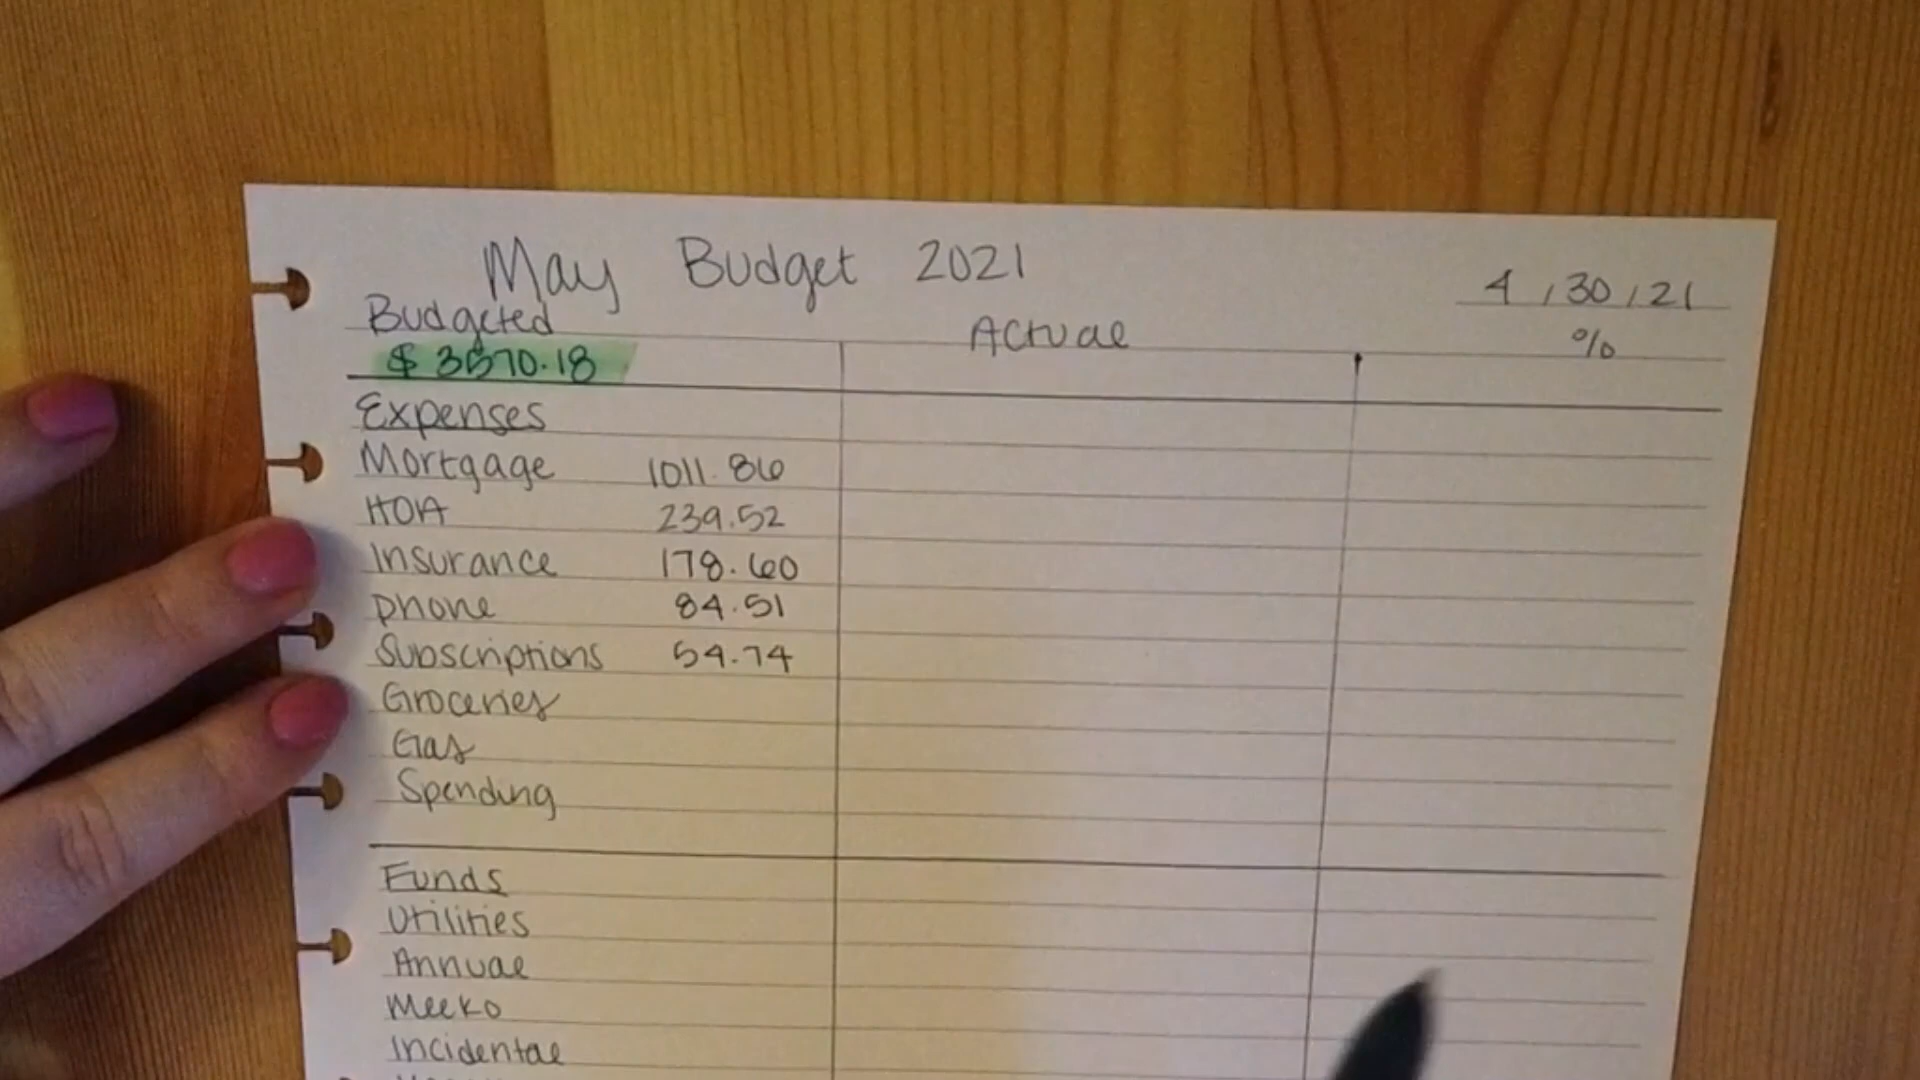 May Budget 2021
4/30/21
Budgeted
Actual
%
$ 3570.18
Expenses
Mortgage 1011.86
HOA 239.52
Insurance 178.60
phone 84.51
Subscriptions 54.74
Groceries
Gas
Spending
Funds
Utilities
Annual
Meeko
Incidental